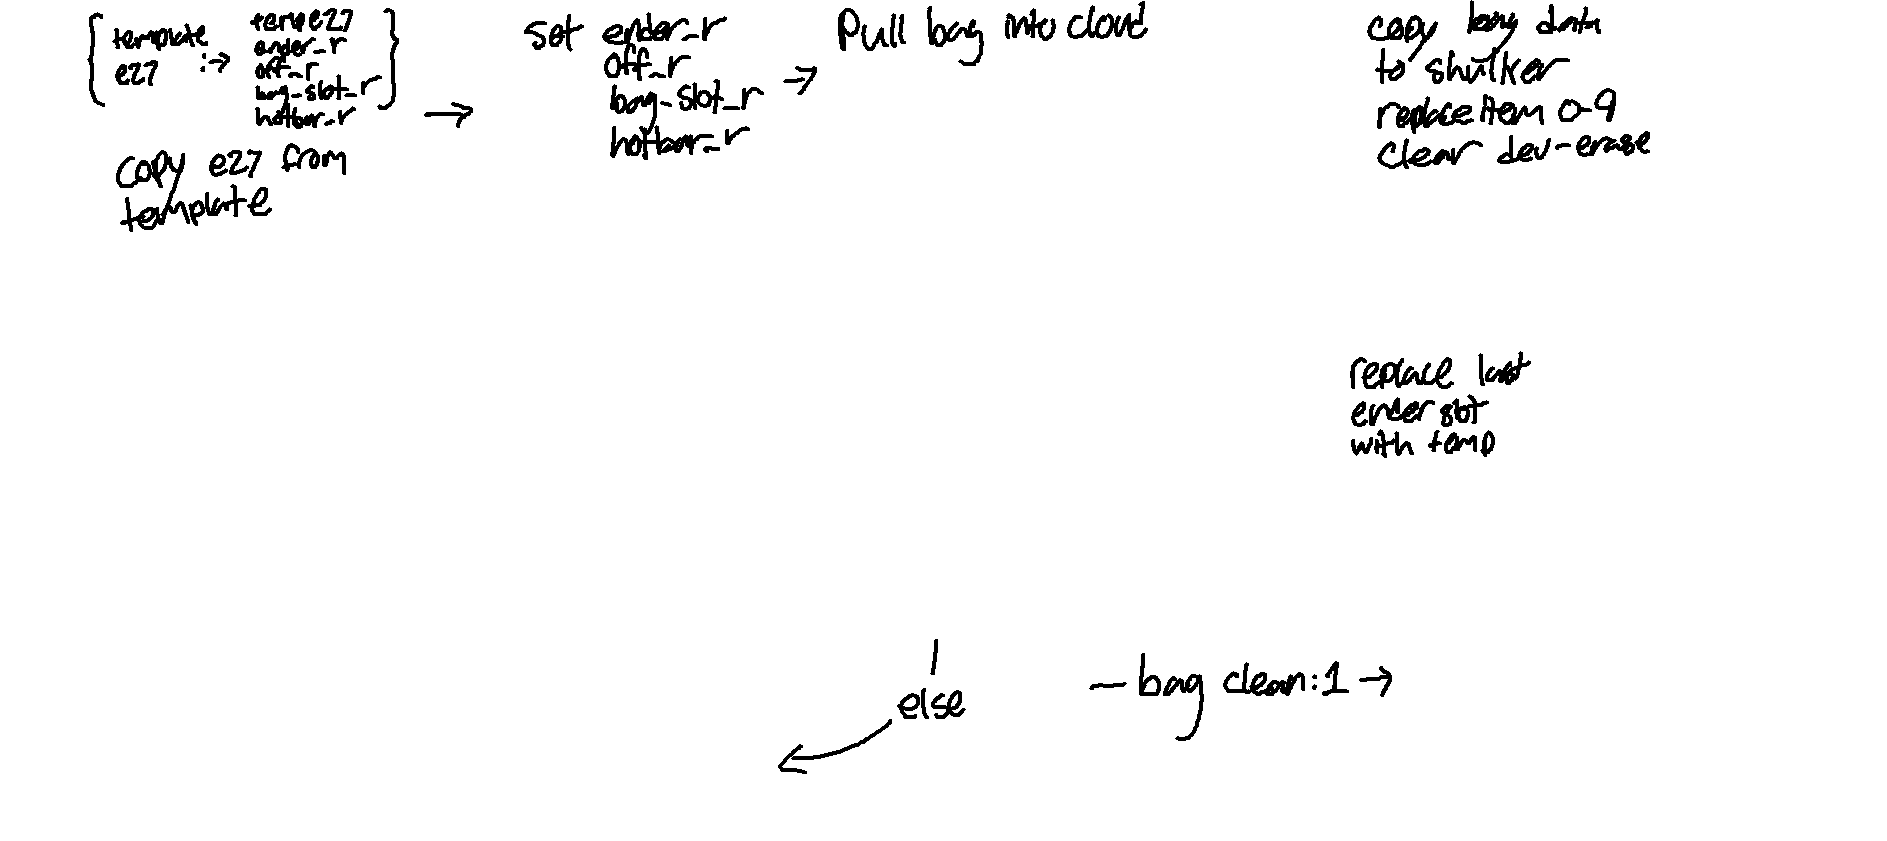 template
e27
:→
temp e27
ender_r
off_r
bag-slot_r
hotbar_r
copy e27 from
template
→
set ender_r
off_r
bag-slot_r
hotbar_r
→
Pull bag into cloud
copy bag data
to shulker
replaceitem 0-9
clear dev-erase
replace last
ender slot
with temp
else
— bag clean:1 →